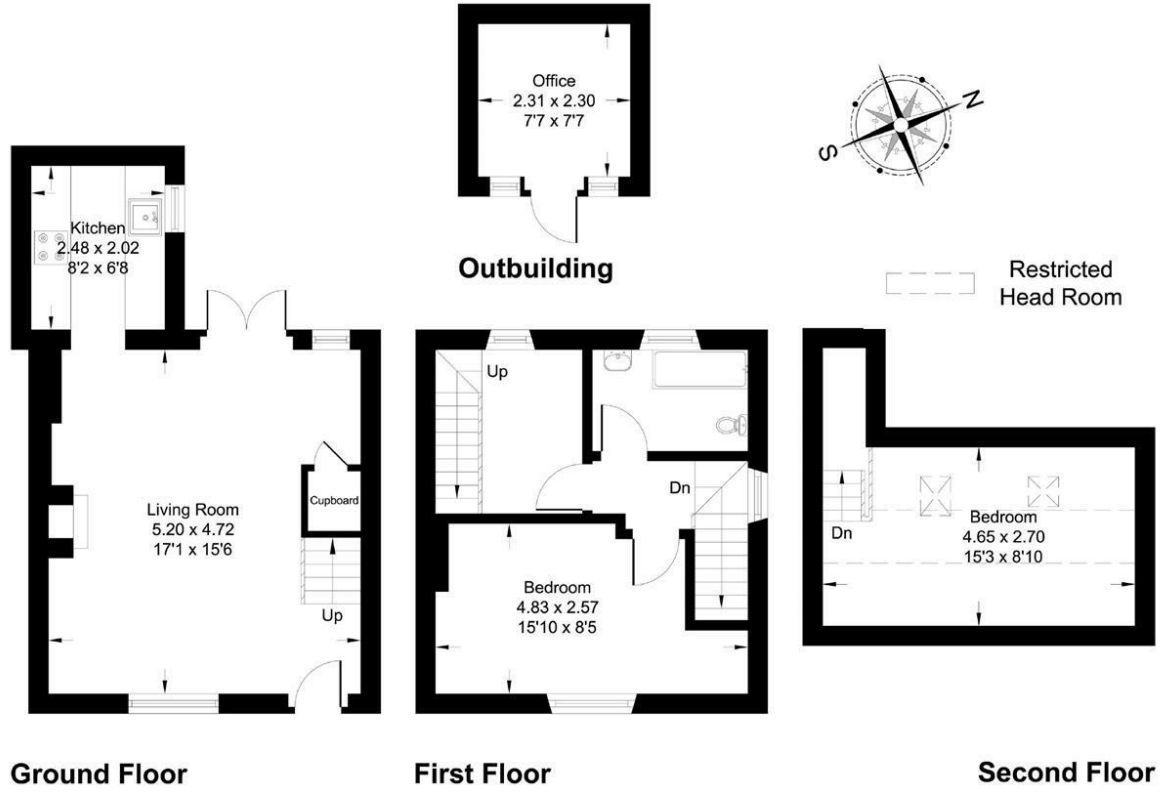 Office
2.31 x 2.30
7'7 x 7'7
N
S
Kitchen
2.48 x 2.02
8'2 x 6'8
Outbuilding
Restricted
Head Room
Up
Dn
Cupboard
Living Room
5.20 x 4.72
17'1 x 15'6
Up
Bedroom
4.83 x 2.57
15'10 x 8'5
Dn
Bedroom
4.65 x 2.70
15'3 x 8'10
Ground Floor
First Floor
Second Floor